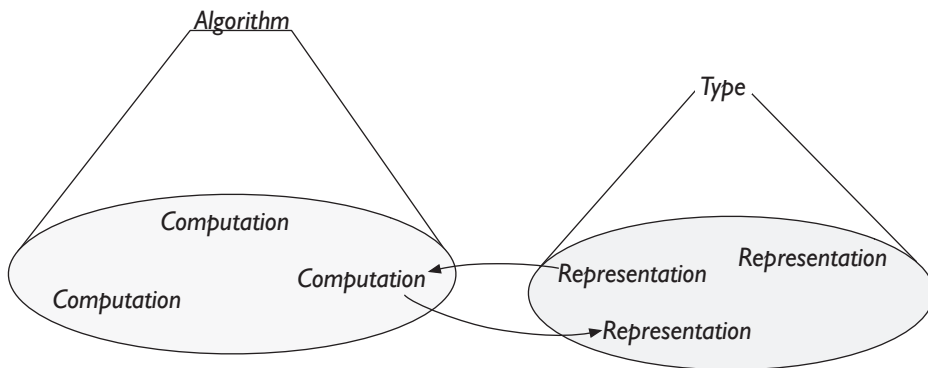 Algorithm
Type
Computation
Computation
Computation
Representation
Representation
Representation